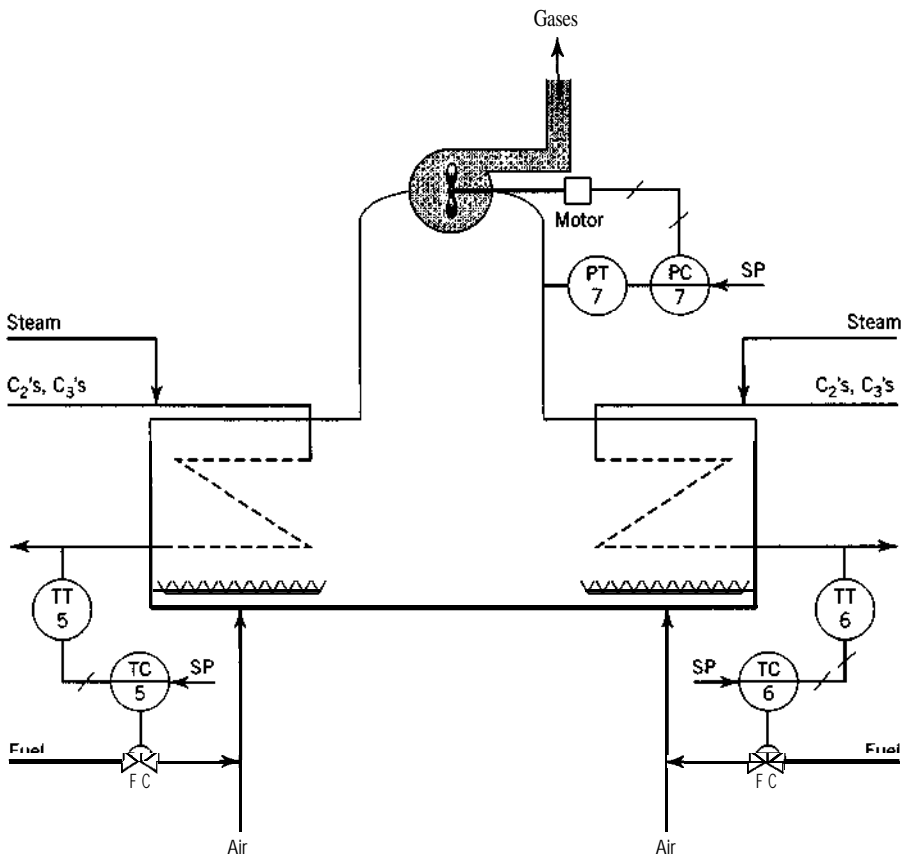 Gases
Motor
PT
7
PC
7
SP
Steam
Steam
C₂'s, C₃'s
C₂'s, C₃'s
TT
5
TT
6
TC
5
SP
SP
TC
6
Fuel
Fuel
FC
FC
Air
Air